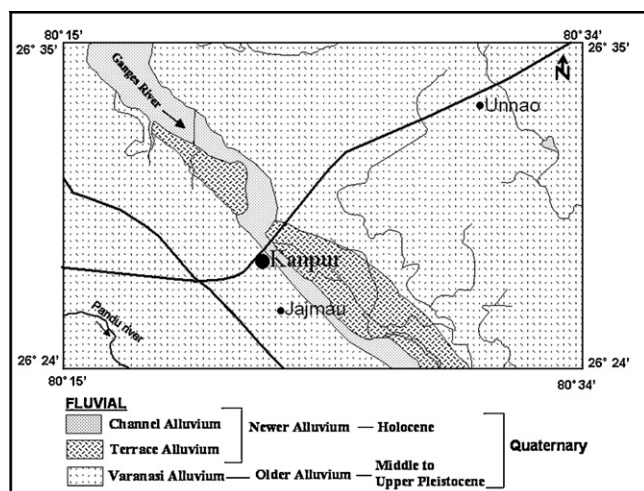 80° 15'
80° 34'
26° 35'
26° 35'
Ganges River
N
Unnao
Kanpur
Jajmau
Pandu river
26° 24'
26° 24'
80° 15'
80° 34'
FLUVIAL
Channel Alluvium
Newer Alluvium — Holocene
Terrace Alluvium
Quaternary
Varanasi Alluvium — Older Alluvium — Middle to
Upper Pleistocene